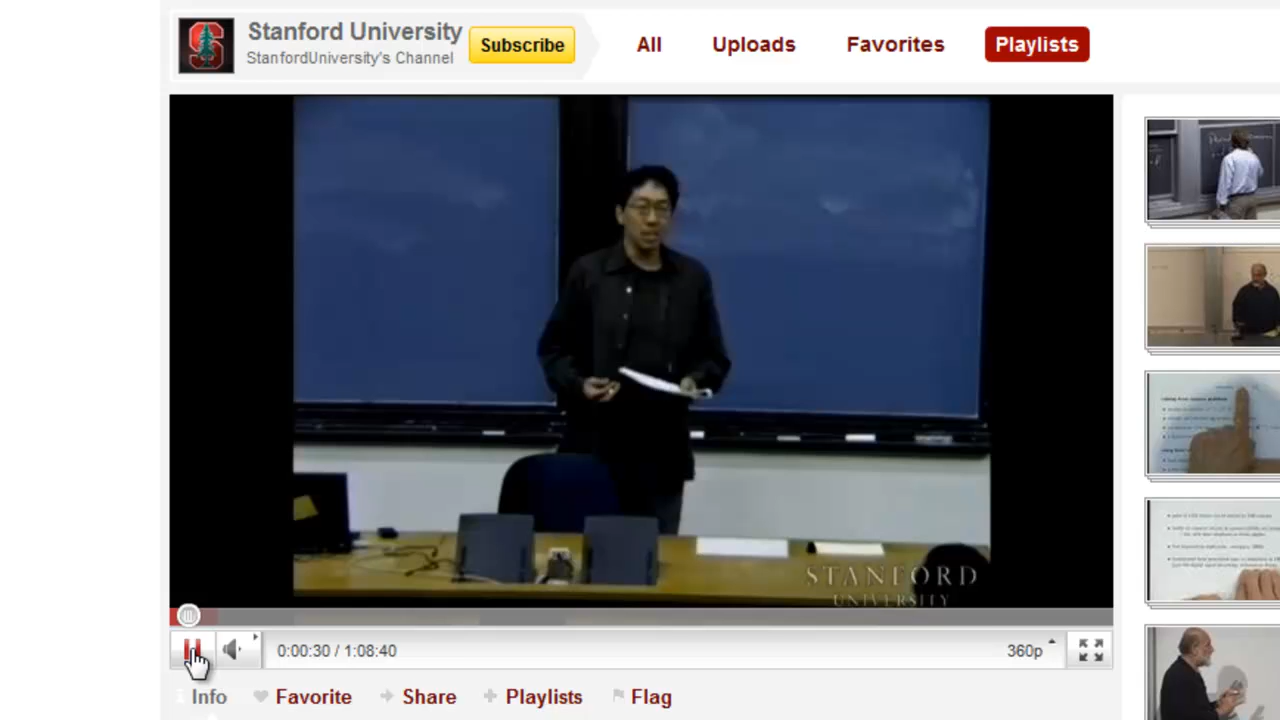 Stanford University
StanfordUniversity's Channel
Subscribe
All
Uploads
Favorites
Playlists
STANFORD
UNIVERSITY
0:00:30 / 1:08:40
360p
Info
Favorite
Share
Playlists
Flag